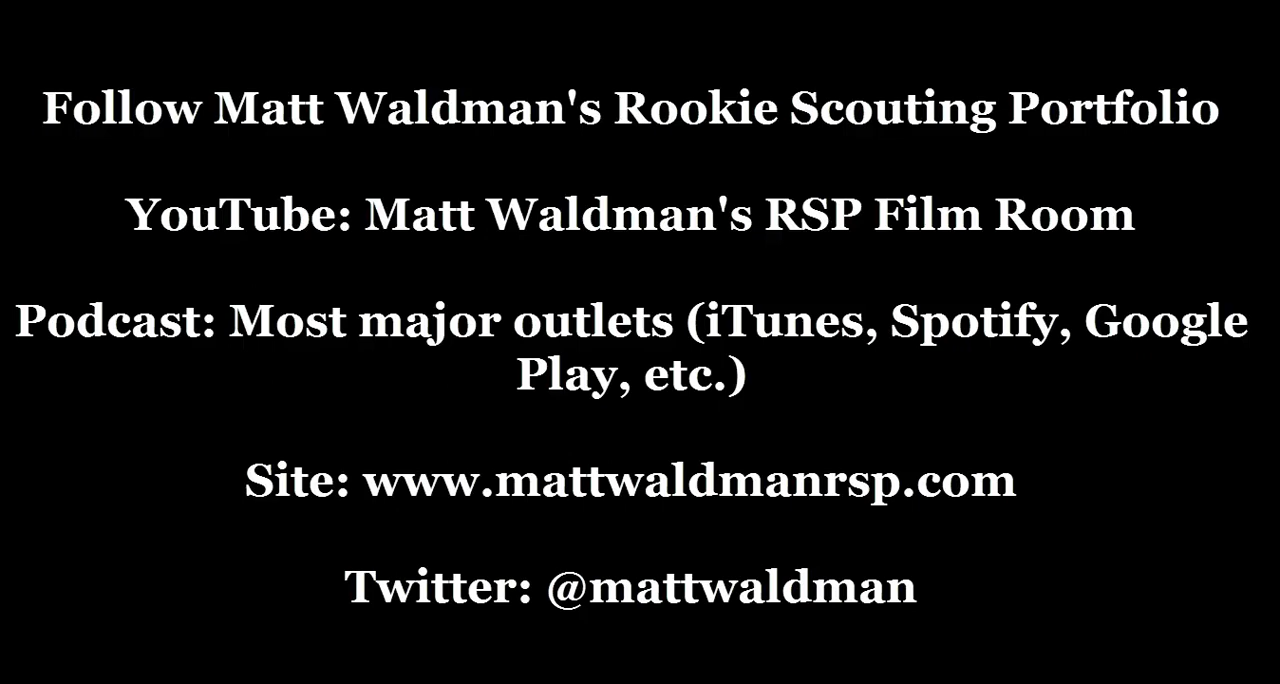 Follow Matt Waldman's Rookie Scouting Portfolio
YouTube: Matt Waldman's RSP Film Room
Podcast: Most major outlets (iTunes, Spotify, Google
Play, etc.)
Site: www.mattwaldmanrsp.com
Twitter: @mattwaldman